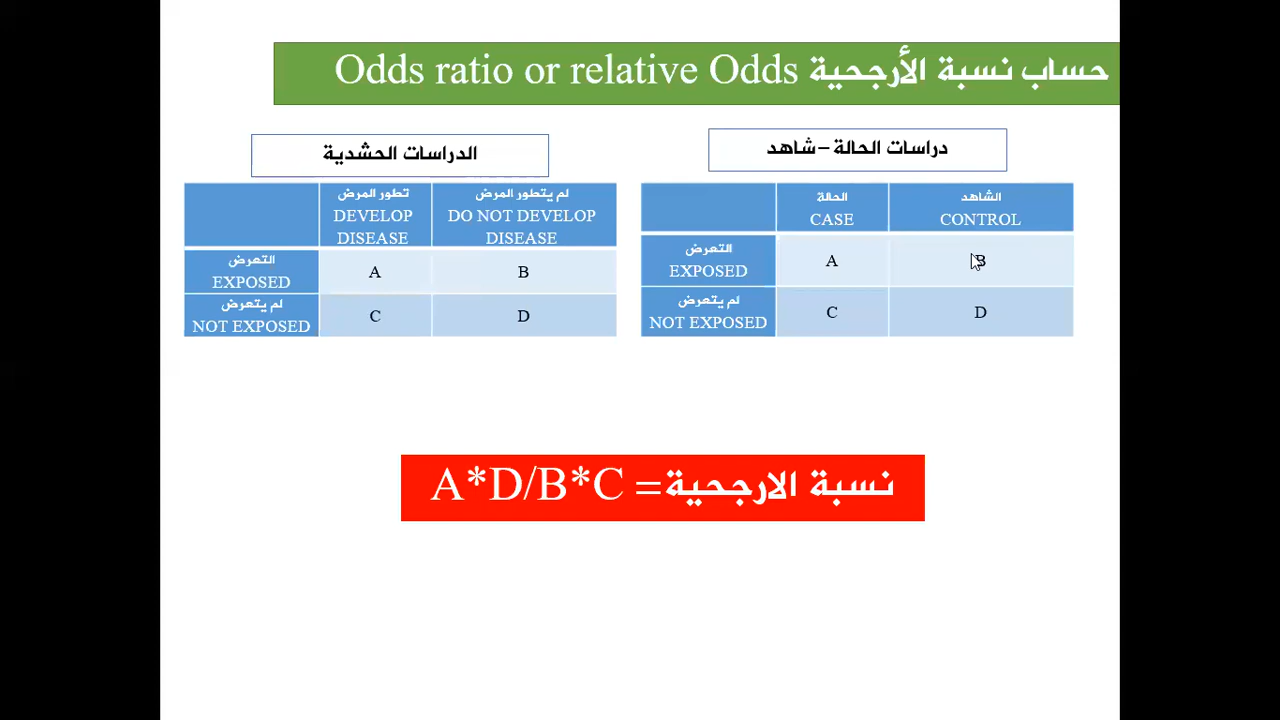 حساب نسبة الأرجحية Odds ratio or relative Odds
دراسات الحالة – شاهد
الحالة
CASE
الشاهد
CONTROL
التعرض
EXPOSED
A
B
لم يتعرض
NOT EXPOSED
C
D
الدراسات الحشدية
تطور المرض
DEVELOP
DISEASE
لم يتطور المرض
DO NOT DEVELOP
DISEASE
التعرض
EXPOSED
A
B
لم يتعرض
NOT EXPOSED
C
D
نسبة الارجحية= A*D/B*C